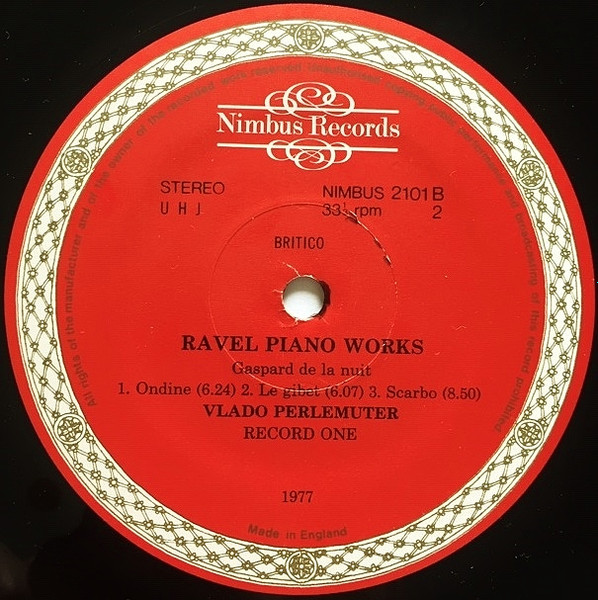 Nimbus Records
STEREO
UHJ
NIMBUS 2101 B
33⅓ rpm 2
BRITICO
RAVEL PIANO WORKS
Gaspard de la nuit
1. Ondine (6.24) 2. Le gibet (6.07) 3. Scarbo (8.50)
VLADO PERLEMUTER
RECORD ONE
1977
Made in England
All rights of the manufacturer and of the owner of the recorded work reserved. Unauthorised copying public performance and broadcasting of this record prohibited